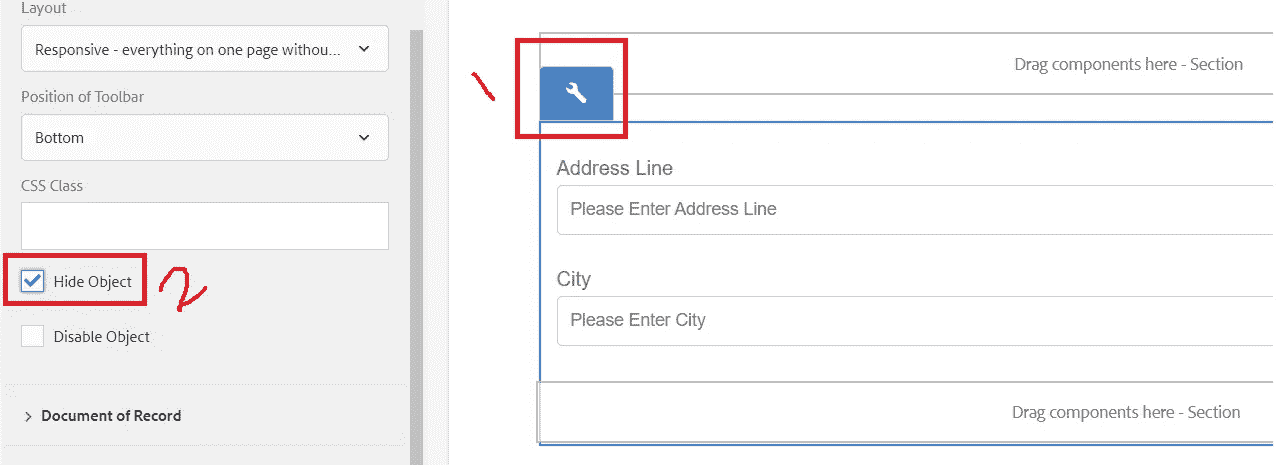 Layout
Responsive - everything on one page withou...
Position of Toolbar
Bottom
CSS Class
Hide Object
2
Disable Object
Document of Record
1
Drag components here - Section
Address Line
Please Enter Address Line
City
Please Enter City
Drag components here - Section